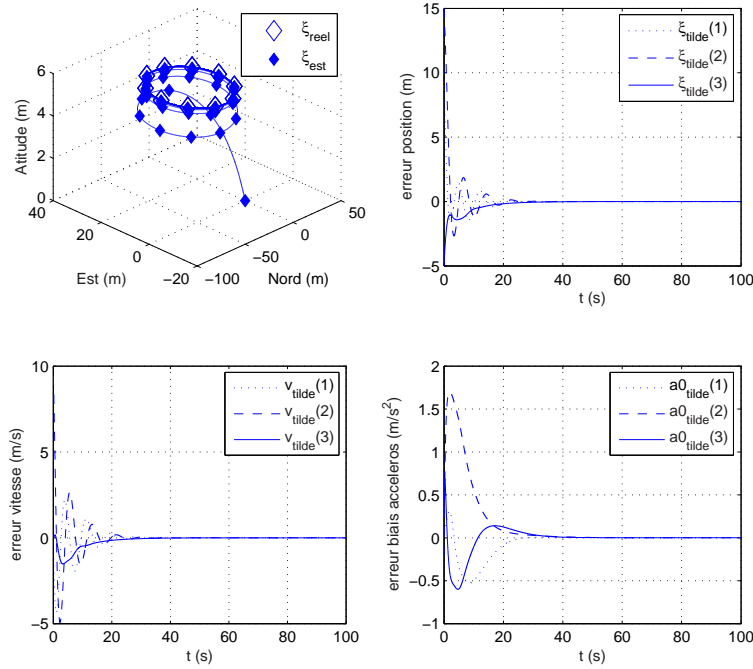 ξreel
ξest
6
4
2
0
Atitude (m)
40
20
0
−20
Est (m)
−100
−50
0
50
Nord (m)
ξtilde(1)
ξtilde(2)
ξtilde(3)
15
10
5
0
−5
erreur position (m)
0
20
40
60
80
100
t (s)
vtilde(1)
vtilde(2)
vtilde(3)
10
5
0
−5
erreur vitesse (m/s)
0
20
40
60
80
100
t (s)
a0tilde(1)
a0tilde(2)
a0tilde(3)
2
1.5
1
0.5
0
−0.5
−1
erreur biais acceleros (m/s2)
0
20
40
60
80
100
t (s)